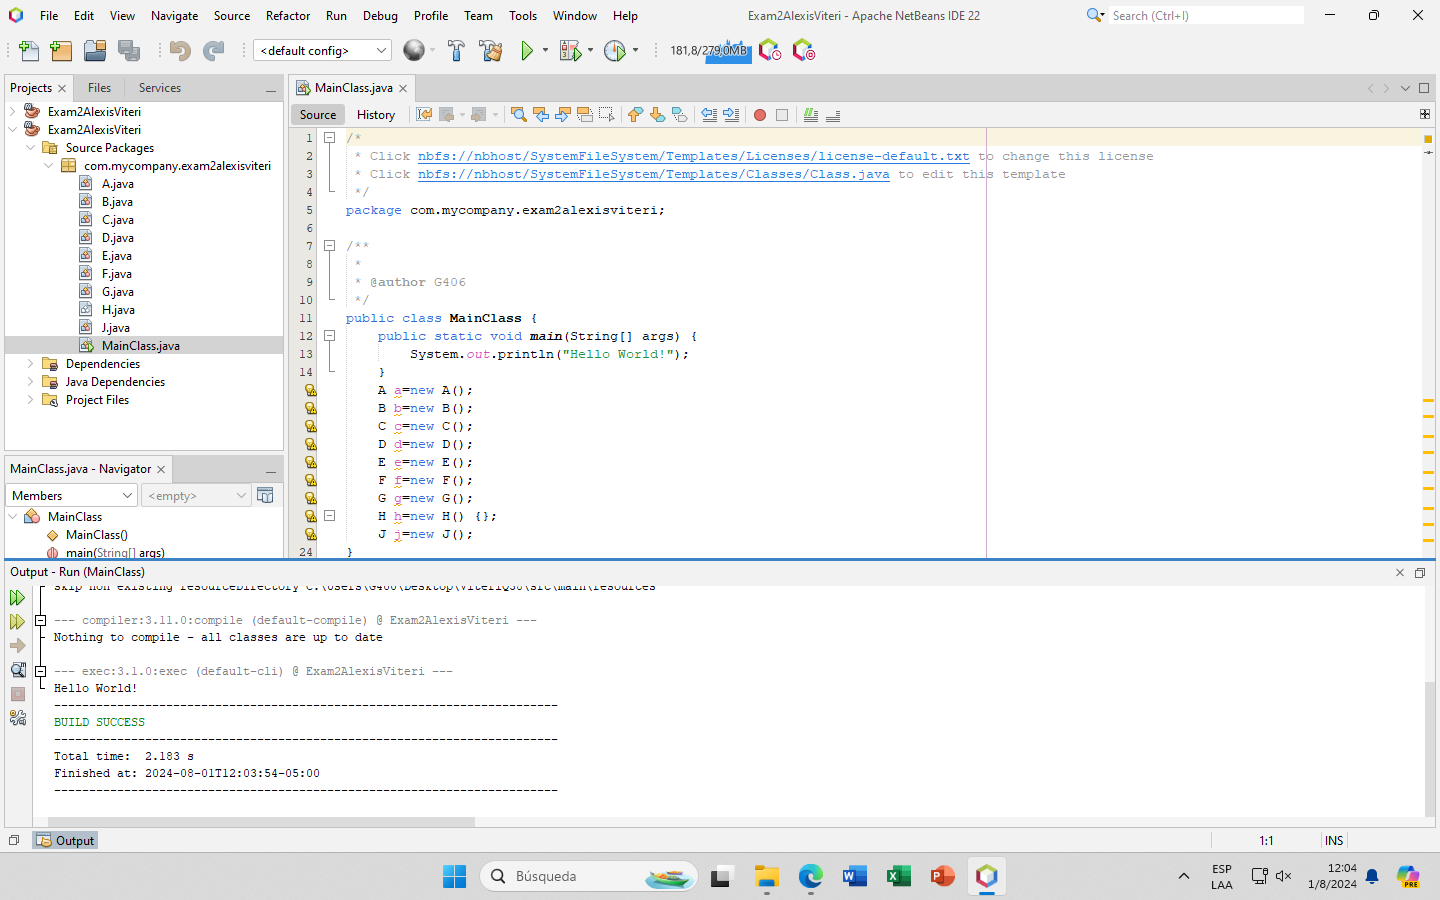 File Edit View Navigate Source Refactor Run Debug Profile Team Tools Window Help
Exam2AlexisViteri - Apache NetBeans IDE 22
Search (Ctrl+I)
<default config>
181,8/279,0MB
Projects Files Services
Exam2AlexisViteri
Exam2AlexisViteri
Source Packages
com.mycompany.exam2alexisviteri
A.java
B.java
C.java
D.java
E.java
F.java
G.java
H.java
J.java
MainClass.java
Dependencies
Java Dependencies
Project Files
MainClass.java - Navigator
Members <empty>
MainClass
MainClass()
main(String[] args)
MainClass.java
Source History
1 /*
2 * Click nbfs://nbhost/SystemFileSystem/Templates/Licenses/license-default.txt to change this license
3 * Click nbfs://nbhost/SystemFileSystem/Templates/Classes/Class.java to edit this template
4 */
5 package com.mycompany.exam2alexisviteri;
6
7 /**
8 *
9 * @author G406
10 */
11 public class MainClass {
12 public static void main(String[] args) {
13 System.out.println("Hello World!");
14 }
A a=new A();
B b=new B();
C c=new C();
D d=new D();
E e=new E();
F f=new F();
G g=new G();
H h=new H() {};
J j=new J();
24 }
Output - Run (MainClass)
skip non existing resourceDirectory C:\Users\G406\Desktop\ViteriQ30\src\main\resources
--- compiler:3.11.0:compile (default-compile) @ Exam2AlexisViteri ---
Nothing to compile - all classes are up to date
--- exec:3.1.0:exec (default-cli) @ Exam2AlexisViteri ---
Hello World!
------------------------------------------------------------------------
BUILD SUCCESS
------------------------------------------------------------------------
Total time:  2.183 s
Finished at: 2024-08-01T12:03:54-05:00
------------------------------------------------------------------------
Output
1:1 INS
Búsqueda
ESP
LAA
12:04
1/8/2024
PRE